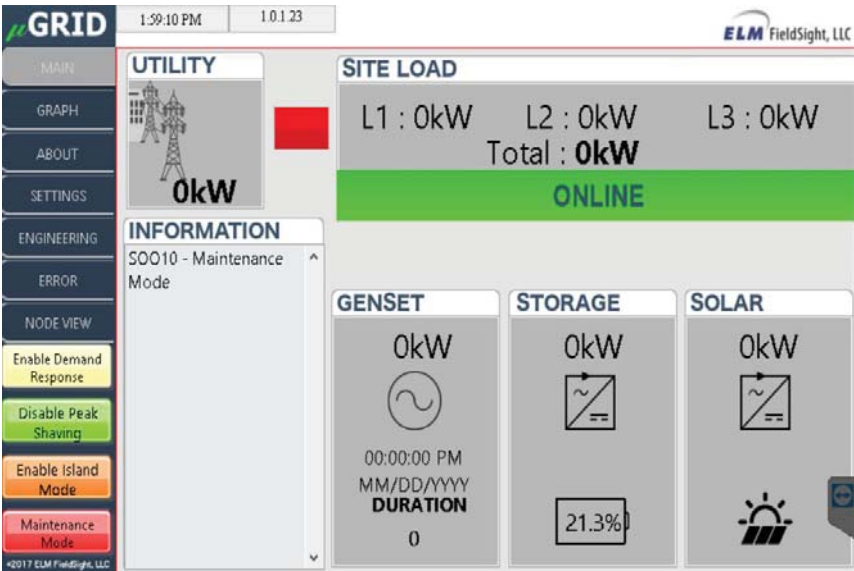 µGRID
1:59:10 PM
1.0.1.23
ELM FieldSight, LLC
MAIN
GRAPH
ABOUT
SETTINGS
ENGINEERING
ERROR
NODE VIEW
Enable Demand
Response
Disable Peak
Shaving
Enable Island
Mode
Maintenance
Mode
©2017 ELM FieldSight, LLC
UTILITY
0kW
SITE LOAD
L1 : 0kW L2 : 0kW L3 : 0kW
Total : 0kW
ONLINE
INFORMATION
SOO10 - Maintenance
Mode
GENSET
0kW
00:00:00 PM
MM/DD/YYYY
DURATION
0
STORAGE
0kW
21.3%
SOLAR
0kW